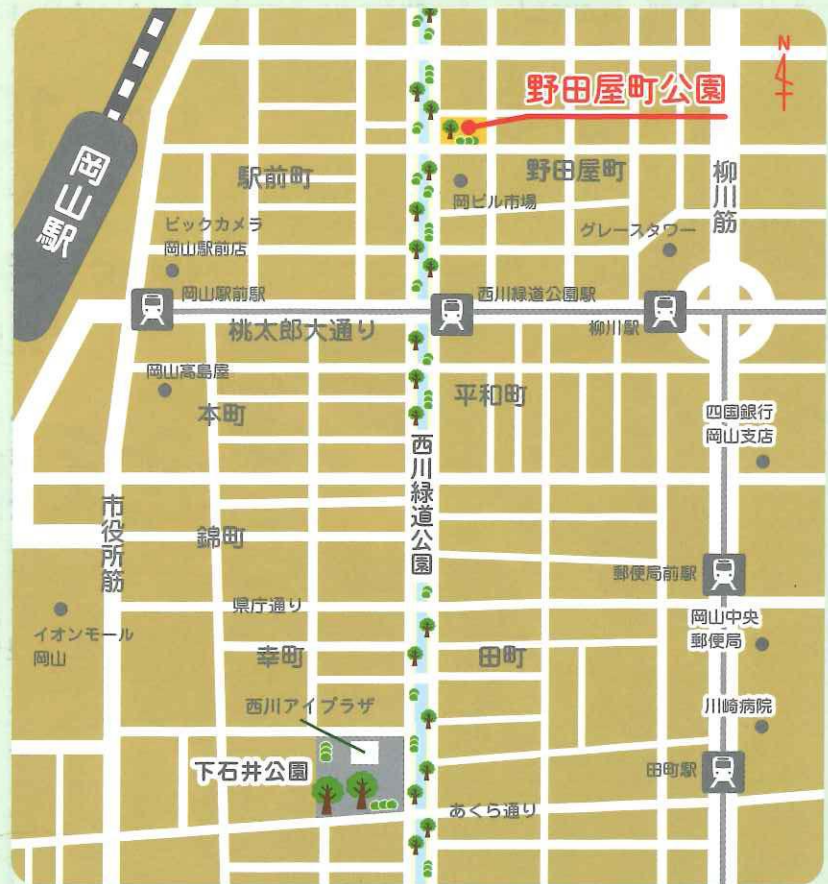 N
野田屋町公園
岡山駅
駅前町
野田屋町
柳川筋
岡ビル市場
ビックカメラ
岡山駅前店
グレースタワー
岡山駅前駅
西川緑道公園駅
柳川駅
桃太郎大通り
岡山高島屋
本町
平和町
四国銀行
岡山支店
西川緑道公園
市役所筋
錦町
郵便局前駅
県庁通り
岡山中央
郵便局
イオンモール
岡山
幸町
田町
西川アイプラザ
川崎病院
下石井公園
田町駅
あくら通り